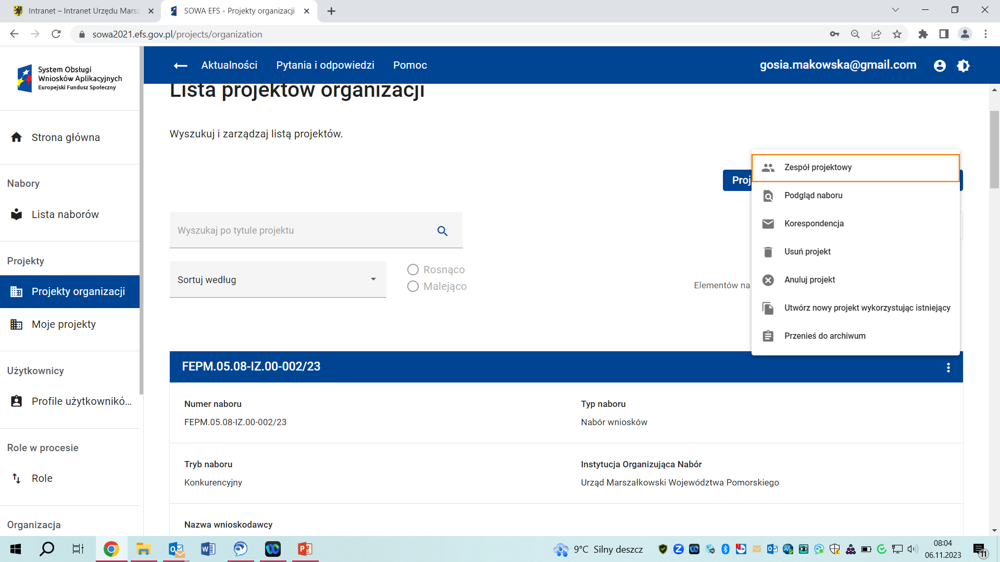 Intranet – Intranet Urzędu Marsz
SOWA EFS - Projekty organizacji
sowa2021.efs.gov.pl/projects/organization
System Obsługi
Wniosków Aplikacyjnych
Europejski Fundusz Społeczny
Aktualności
Pytania i odpowiedzi
Pomoc
gosia.makowska@gmail.com
Lista projektów organizacji
Wyszukuj i zarządzaj listą projektów.
Strona główna
Nabory
Lista naborów
Projekty
Projekty organizacji
Moje projekty
Użytkownicy
Profile użytkownikó...
Role w procesie
Role
Organizacja
Proj
Wyszukaj po tytule projektu
Sortuj według
Rosnąco
Malejąco
Elementów na
Zespół projektowy
Podgląd naboru
Korespondencja
Usuń projekt
Anuluj projekt
Utwórz nowy projekt wykorzystując istniejący
Przenieś do archiwum
FEPM.05.08-IZ.00-002/23
Numer naboru
FEPM.05.08-IZ.00-002/23
Typ naboru
Nabór wniosków
Tryb naboru
Konkurencyjny
Instytucja Organizująca Nabór
Urząd Marszałkowski Województwa Pomorskiego
Nazwa wnioskodawcy
9°C Silny deszcz
08:04
06.11.2023
11